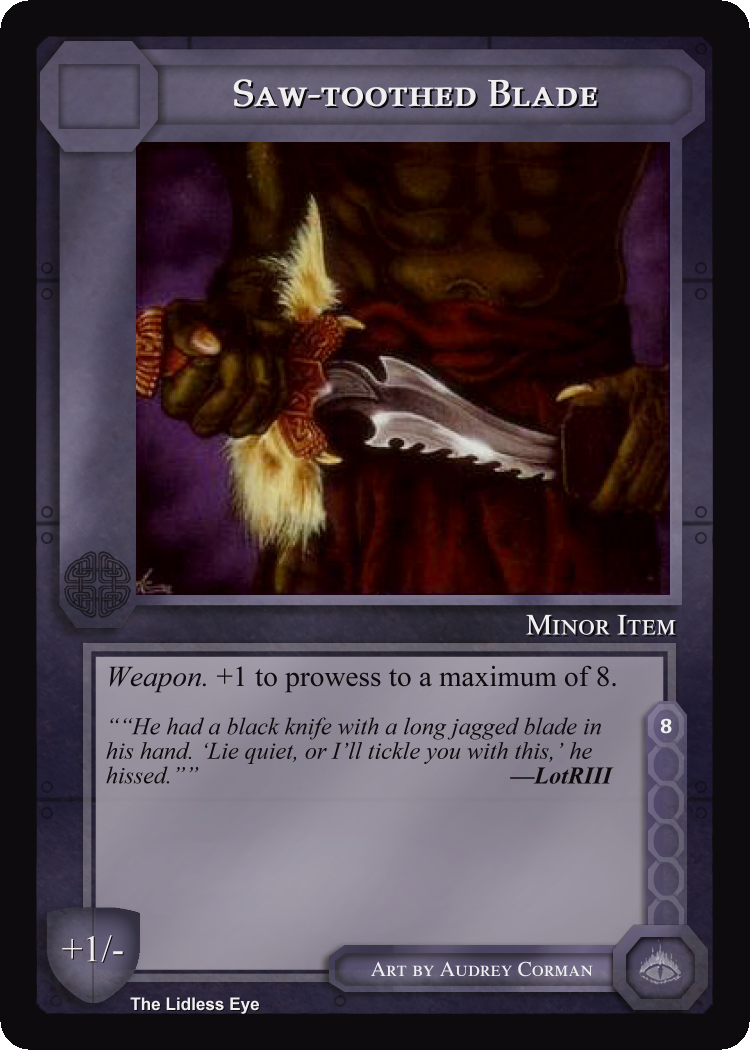 Saw-toothed Blade
Minor Item
Weapon. +1 to prowess to a maximum of 8.
““He had a black knife with a long jagged blade in
his hand. ‘Lie quiet, or I’ll tickle you with this,’ he
hissed.”” —LotRIII
8
+1/-
Art by Audrey Corman
The Lidless Eye